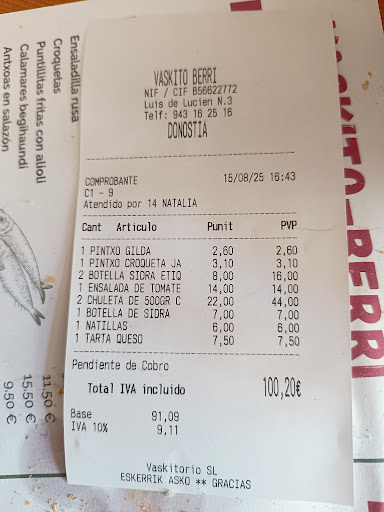 VASKITO BERRI
NIF / CIF B56622772
Luis de Lucien N.3
Telf: 943 16 25 16
DONOSTIA
COMPROBANTE 15/08/25 16:43
C1 - 9
Atendido por 14 NATALIA
Cant Articulo Punit PVP
1 PINTXO GILDA 2,60 2,60
1 PINTXO CROQUETA JA 3,10 3,10
2 BOTELLA SIDRA ETIQ 8,00 16,00
1 ENSALADA DE TOMATE 14,00 14,00
2 CHULETA DE 500GR C 22,00 44,00
1 BOTELLA DE SIDRA 7,00 7,00
1 NATILLAS 6,00 6,00
1 TARTA QUESO 7,50 7,50
Pendiente de Cobro
Total IVA incluido 100,20€
Base 91,09
IVA 10% 9,11
Vaskitorio SL
ESKERRIK ASKO ** GRACIAS
Ensaladilla rusa
Croquetas
Puntillitas fritas con alioli
Calamares begihaundi
Antxoas en salazón
11,50 €
15,50 €
9,50 €
VASKITO-BERRI